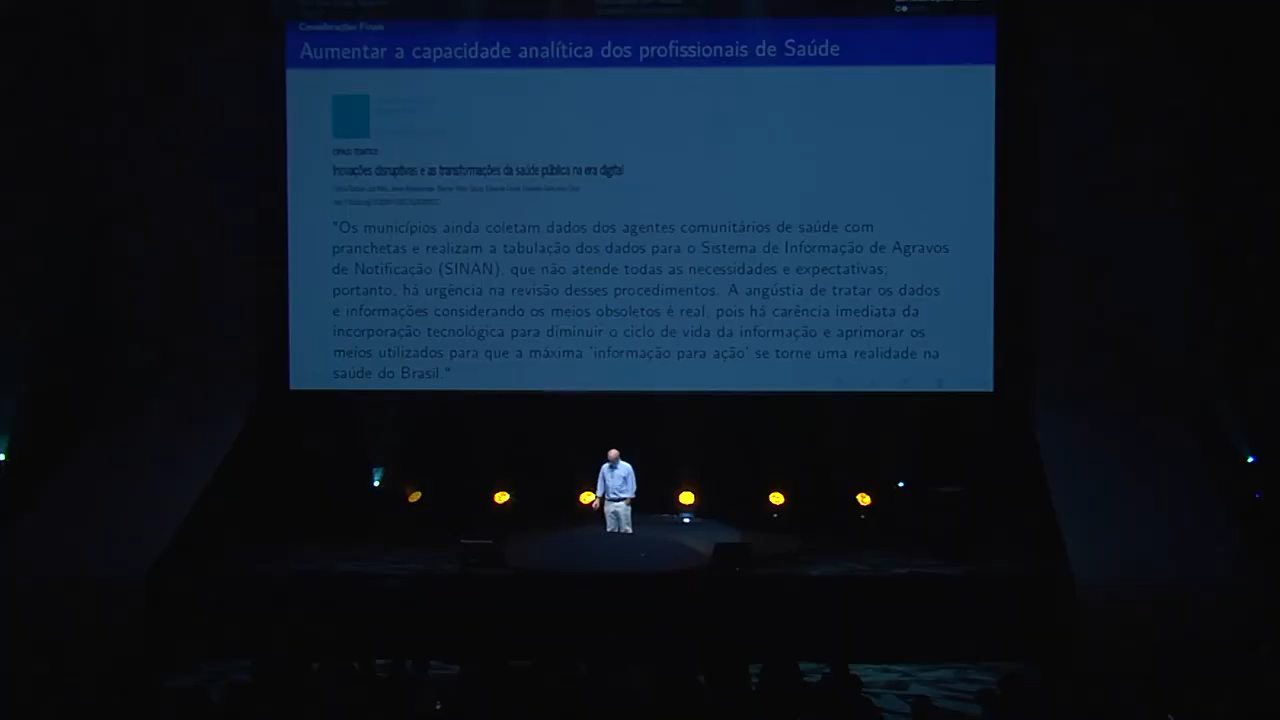 Considerações Finais
Aumentar a capacidade analítica dos profissionais de Saúde
Inovações disruptivas e as transformações da saúde pública na era digital
"Os municípios ainda coletam dados dos agentes comunitários de saúde com
pranchetas e realizam a tabulação dos dados para o Sistema de Informação de Agravos
de Notificação (SINAN), que não atende todas as necessidades e expectativas;
portanto, há urgência na revisão desses procedimentos. A angústia de tratar os dados
e informações considerando os meios obsoletos é real, pois há carência imediata da
incorporação tecnológica para diminuir o ciclo de vida da informação e aprimorar os
meios utilizados para que a máxima 'informação para ação' se torne uma realidade na
saúde do Brasil."